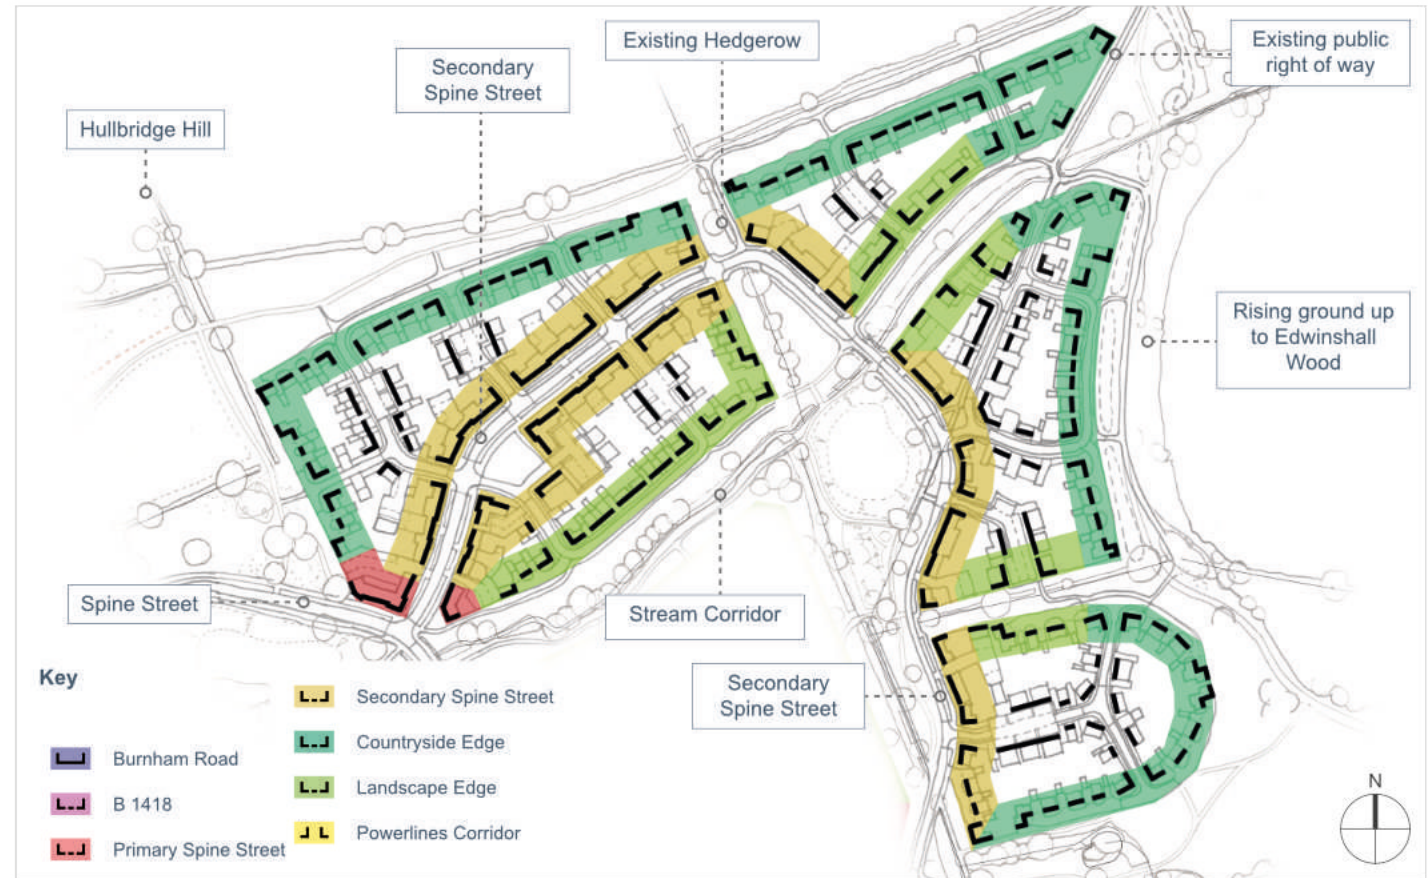 Existing Hedgerow
Existing public
right of way
Secondary
Spine Street
Hullbridge Hill
Rising ground up
to Edwinshall
Wood
Spine Street
Stream Corridor
Secondary
Spine Street
Key
Burnham Road
B 1418
Primary Spine Street
Secondary Spine Street
Countryside Edge
Landscape Edge
Powerlines Corridor
N